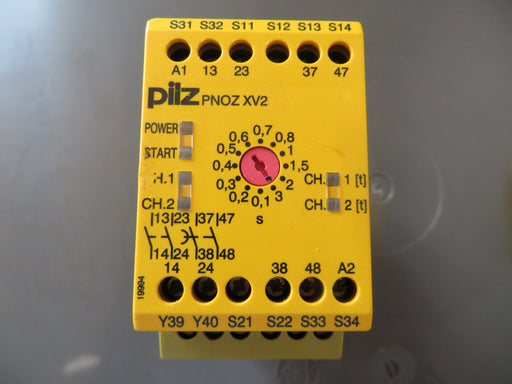 S31 S32 S11 S12 S13 S14
A1 13 23 37 47
pilz PNOZ XV2
POWER
START
0,7
0,6 0,8
0,5 1
0,4 1,5
0,3 2
0,2 0,1 3
s
H.1
CH.2
CH. 1 [t]
CH. 2 [t]
13 23 37 47
14 24 38 48
19994
14 24 38 48 A2
Y39 Y40 S21 S22 S33 S34